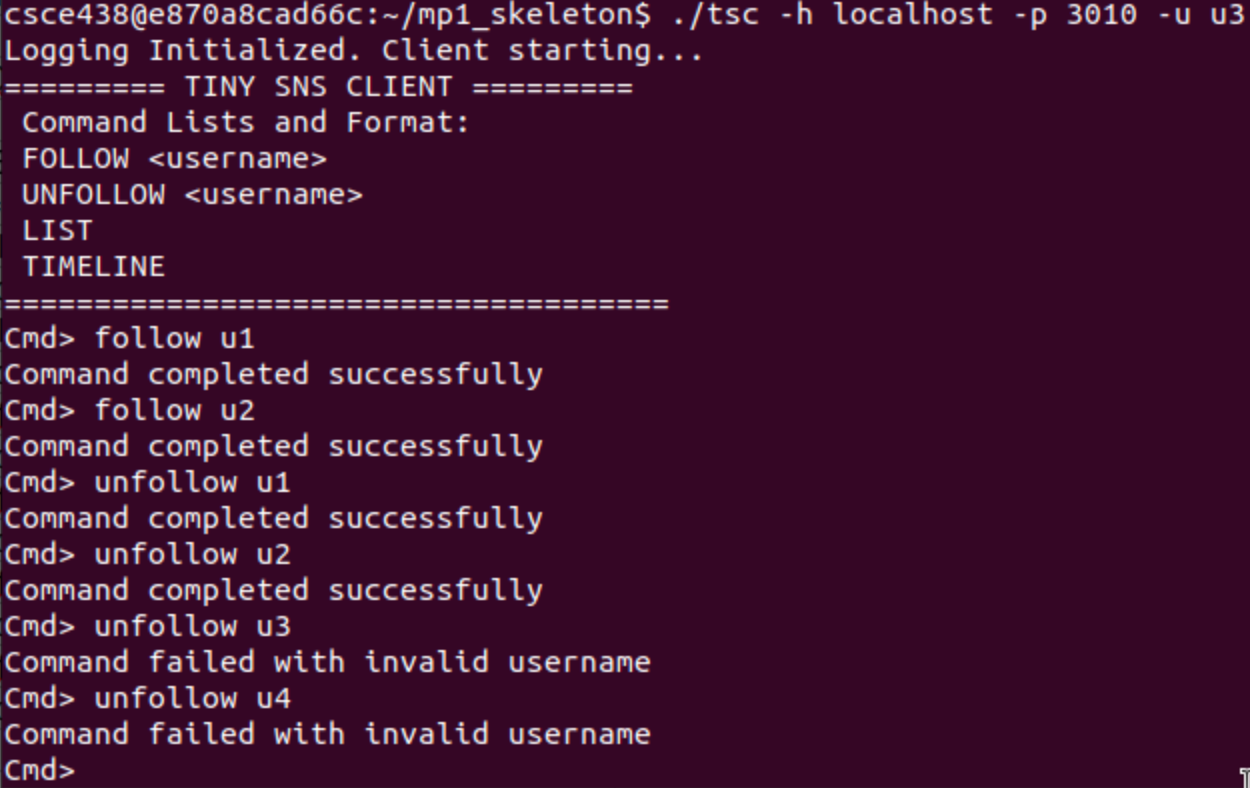 csce438@e870a8cad66c:~/mp1_skeleton$ ./tsc -h localhost -p 3010 -u u3
Logging Initialized. Client starting...
========= TINY SNS CLIENT =========
 Command Lists and Format:
 FOLLOW <username>
 UNFOLLOW <username>
 LIST
 TIMELINE
=====================================
Cmd> follow u1
Command completed successfully
Cmd> follow u2
Command completed successfully
Cmd> unfollow u1
Command completed successfully
Cmd> unfollow u2
Command completed successfully
Cmd> unfollow u3
Command failed with invalid username
Cmd> unfollow u4
Command failed with invalid username
Cmd>